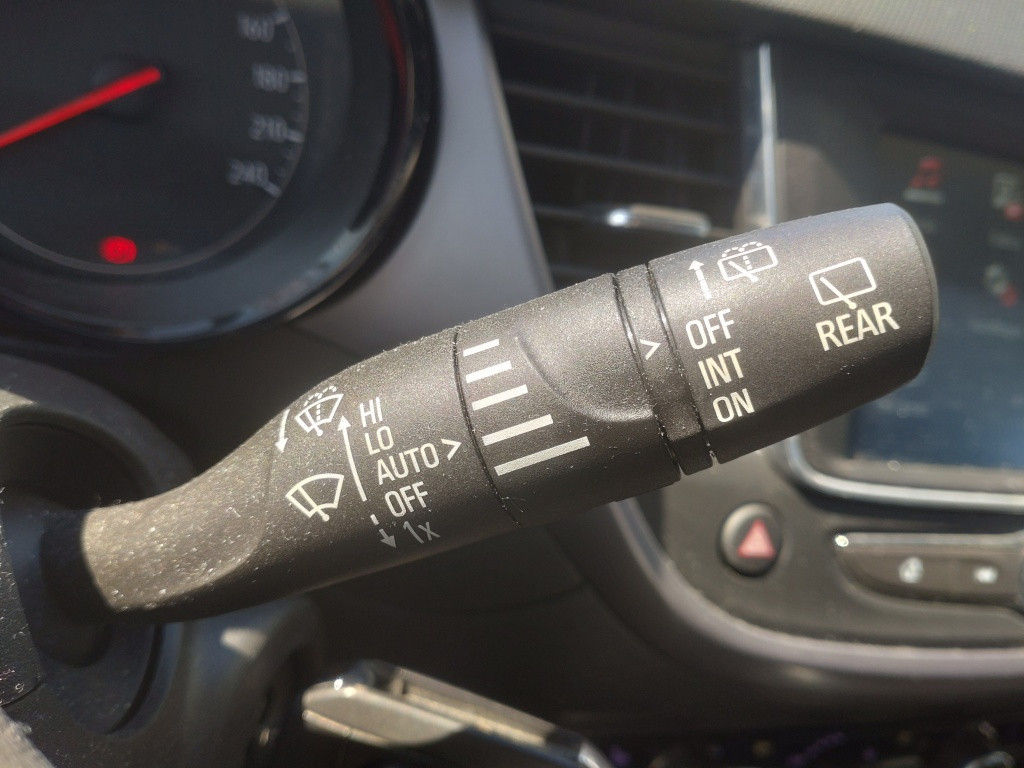 160
180
210
240
HI
LO
AUTO >
OFF
1x
>
OFF
INT
ON
REAR